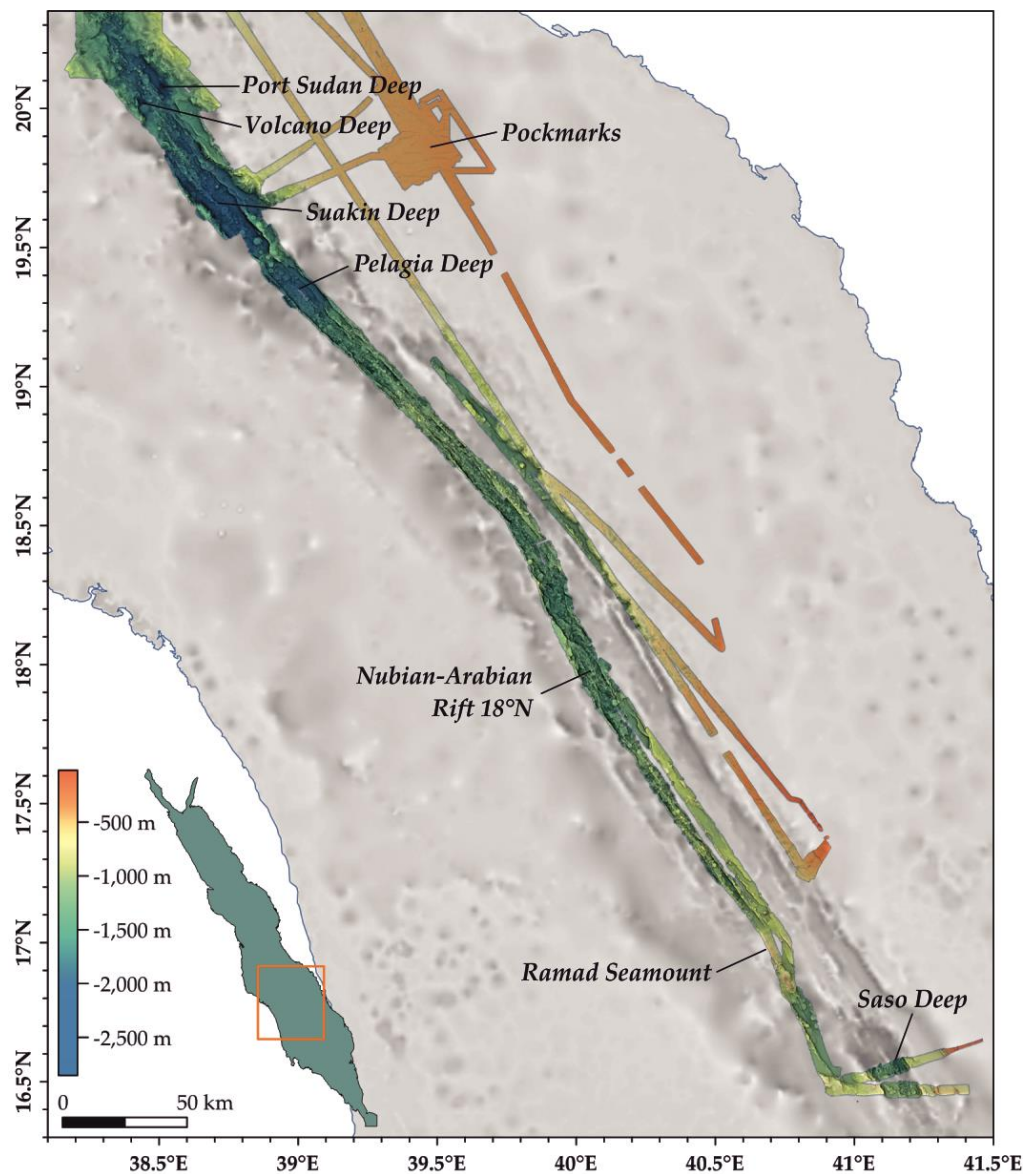 Port Sudan Deep
Volcano Deep
Pockmarks
Suakin Deep
Pelagia Deep
Nubian-Arabian
Rift 18°N
Ramad Seamount
Saso Deep
20°N
19.5°N
19°N
18.5°N
18°N
17.5°N
17°N
16.5°N
-500 m
-1,000 m
-1,500 m
-2,000 m
-2,500 m
0 50 km
38.5°E 39°E 39.5°E 40°E 40.5°E 41°E 41.5°E